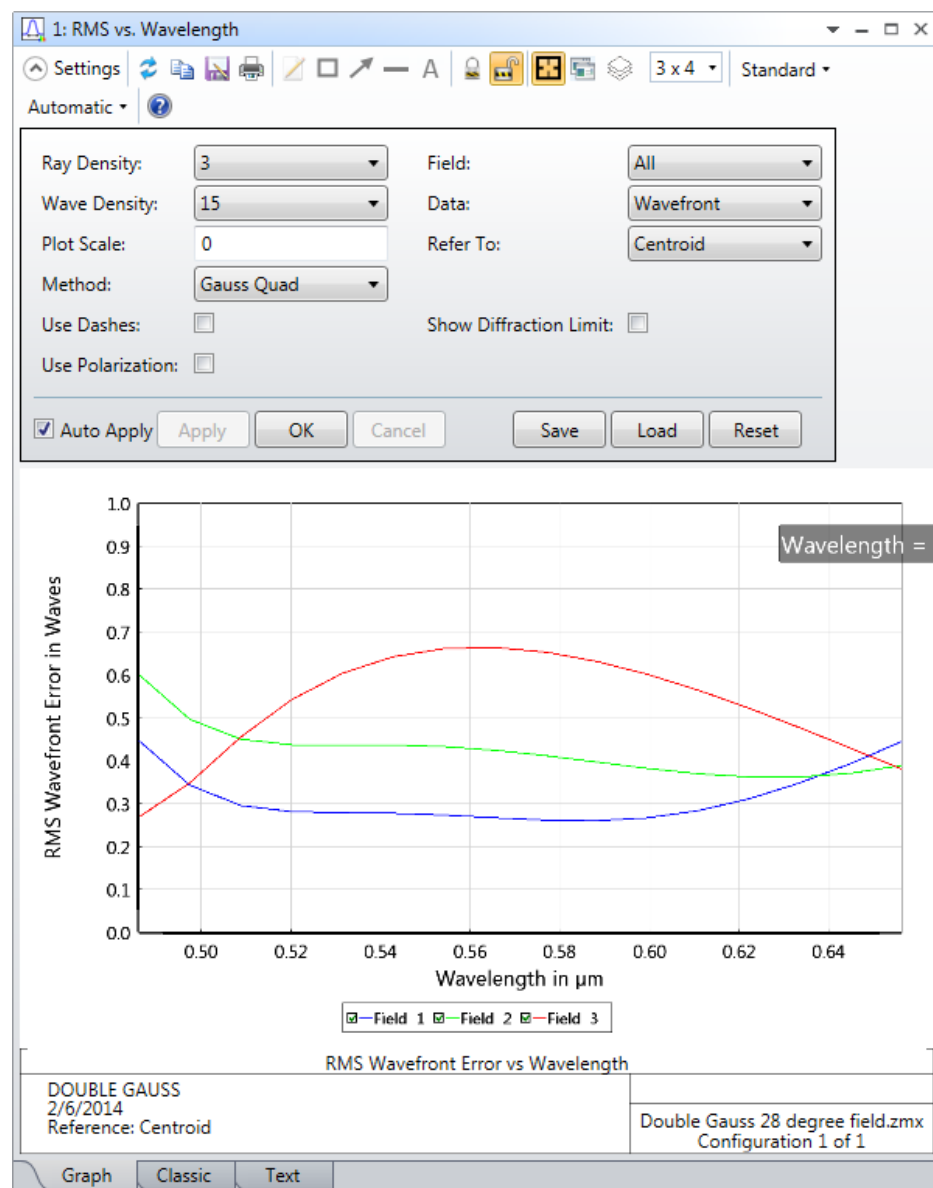 1: RMS vs. Wavelength
Settings A 3 x 4 Standard
Automatic ?
Ray Density: 3 Field: All
Wave Density: 15 Data: Wavefront
Plot Scale: 0 Refer To: Centroid
Method: Gauss Quad
Use Dashes: Show Diffraction Limit:
Use Polarization:
Auto Apply Apply OK Cancel Save Load Reset
Wavelength =
RMS Wavefront Error in Waves
1.0
0.9
0.8
0.7
0.6
0.5
0.4
0.3
0.2
0.1
0.0
0.50 0.52 0.54 0.56 0.58 0.60 0.62 0.64
Wavelength in µm
Field 1 Field 2 Field 3
RMS Wavefront Error vs Wavelength
DOUBLE GAUSS
2/6/2014
Reference: Centroid
Double Gauss 28 degree field.zmx
Configuration 1 of 1
Graph Classic Text